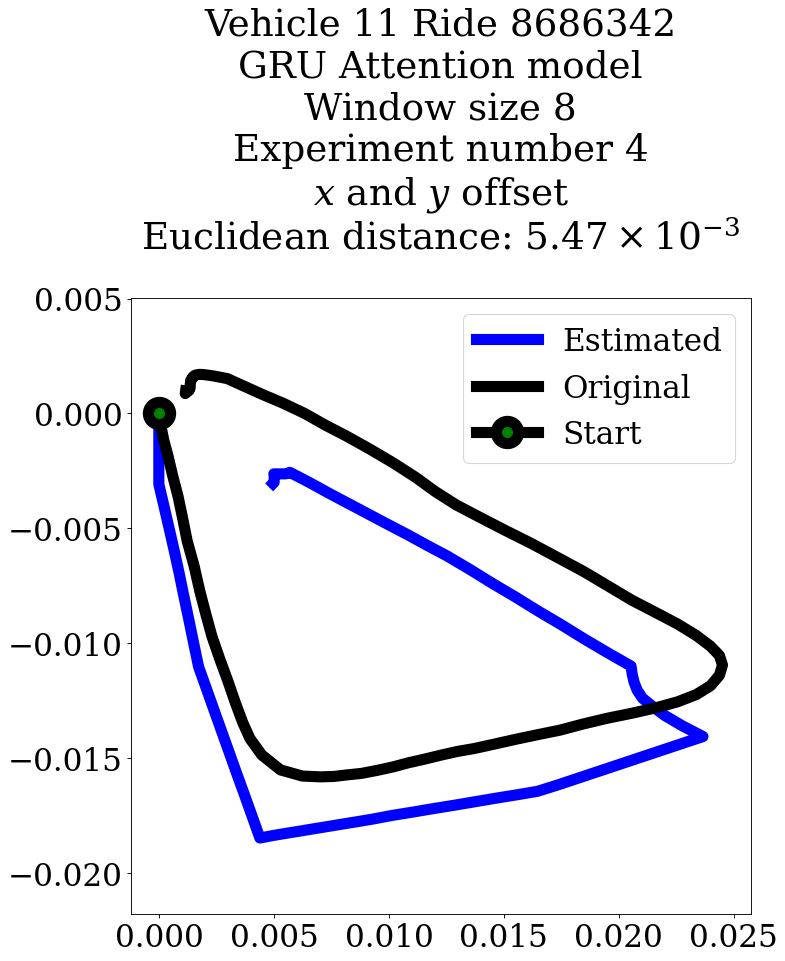 Vehicle 11 Ride 8686342
GRU Attention model
Window size 8
Experiment number 4
x and y offset
Euclidean distance: 5.47 × 10⁻³
0.005
0.000
−0.005
−0.010
−0.015
−0.020
Estimated
Original
Start
0.000 0.005 0.010 0.015 0.020 0.025